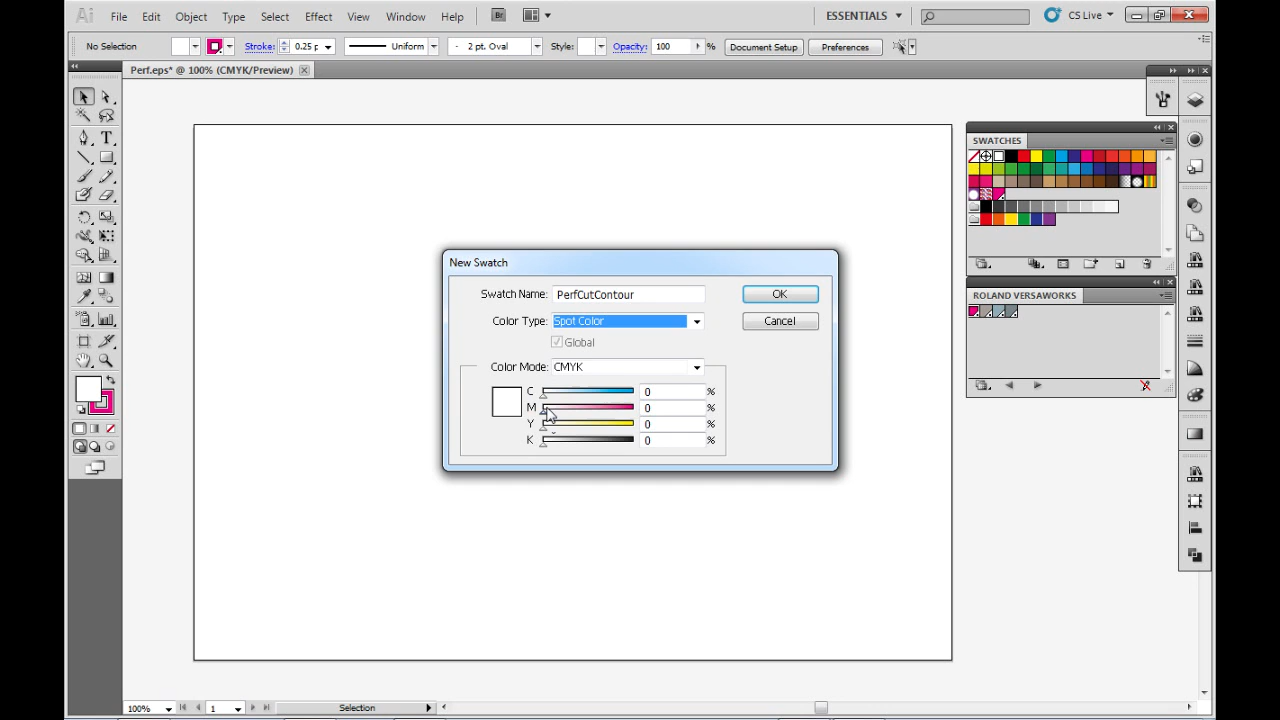 Ai File Edit Object Type Select Effect View Window Help Br ESSENTIALS CS Live
No Selection Stroke: 0.25 p Uniform 2 pt. Oval Style: Opacity: 100 % Document Setup Preferences
Perf.eps* @ 100% (CMYK/Preview)
SWATCHES
New Swatch
Swatch Name: PerfCutContour OK
Color Type: Spot Color Cancel
Global
Color Mode: CMYK
C 0 %
M 0 %
Y 0 %
K 0 %
ROLAND VERSAWORKS
100% 1 Selection